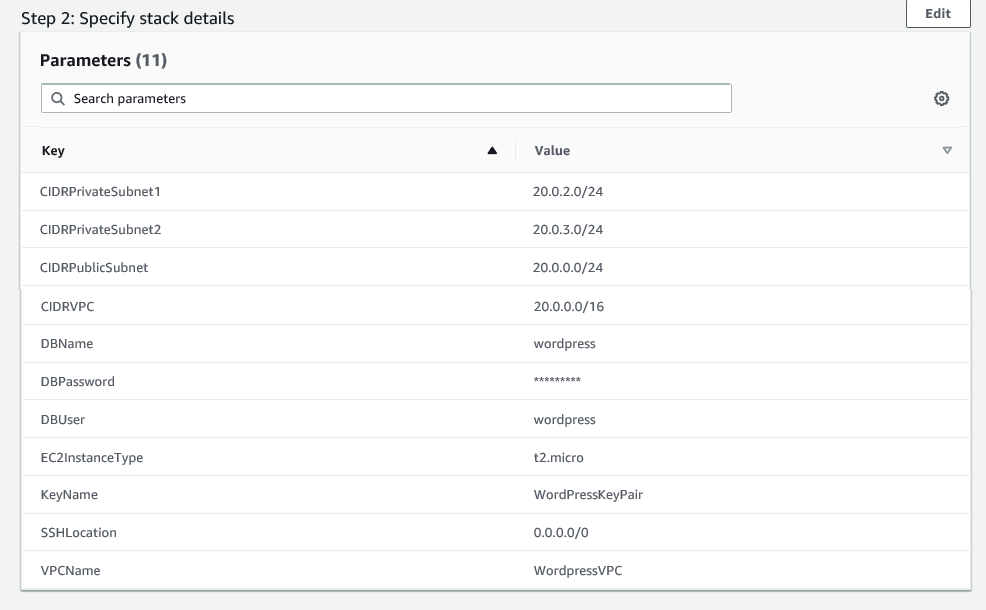 Step 2: Specify stack details
Edit
Parameters (11)
Search parameters
Key Value
CIDRPrivateSubnet1 20.0.2.0/24
CIDRPrivateSubnet2 20.0.3.0/24
CIDRPublicSubnet 20.0.0.0/24
CIDRVPC 20.0.0.0/16
DBName wordpress
DBPassword *********
DBUser wordpress
EC2InstanceType t2.micro
KeyName WordPressKeyPair
SSHLocation 0.0.0.0/0
VPCName WordpressVPC